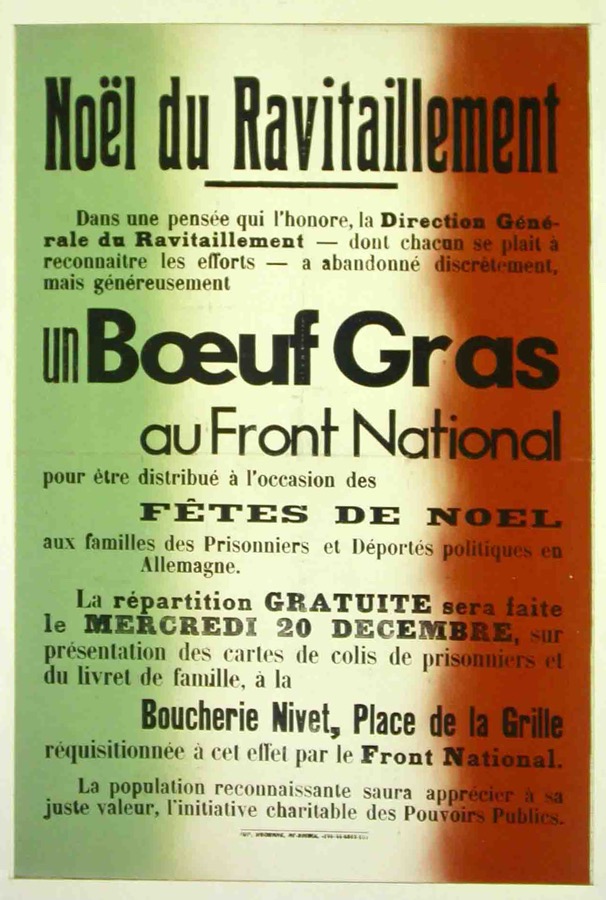 Noël du Ravitaillement
Dans une pensée qui l'honore, la Direction Géné-
rale du Ravitaillement — dont chacun se plait à
reconnaitre les efforts — a abandonné discrètement,
mais généreusement
un Bœuf Gras
au Front National
pour être distribué à l'occasion des
FÊTES DE NOEL
aux familles des Prisonniers et Déportés politiques en
Allemagne.
La répartition GRATUITE sera faite
le MERCREDI 20 DECEMBRE, sur
présentation des cartes de colis de prisonniers et
du livret de famille, à la
Boucherie Nivet, Place de la Grille
réquisitionnée à cet effet par le Front National.
La population reconnaissante saura apprécier à sa
juste valeur, l'initiative charitable des Pouvoirs Publics.